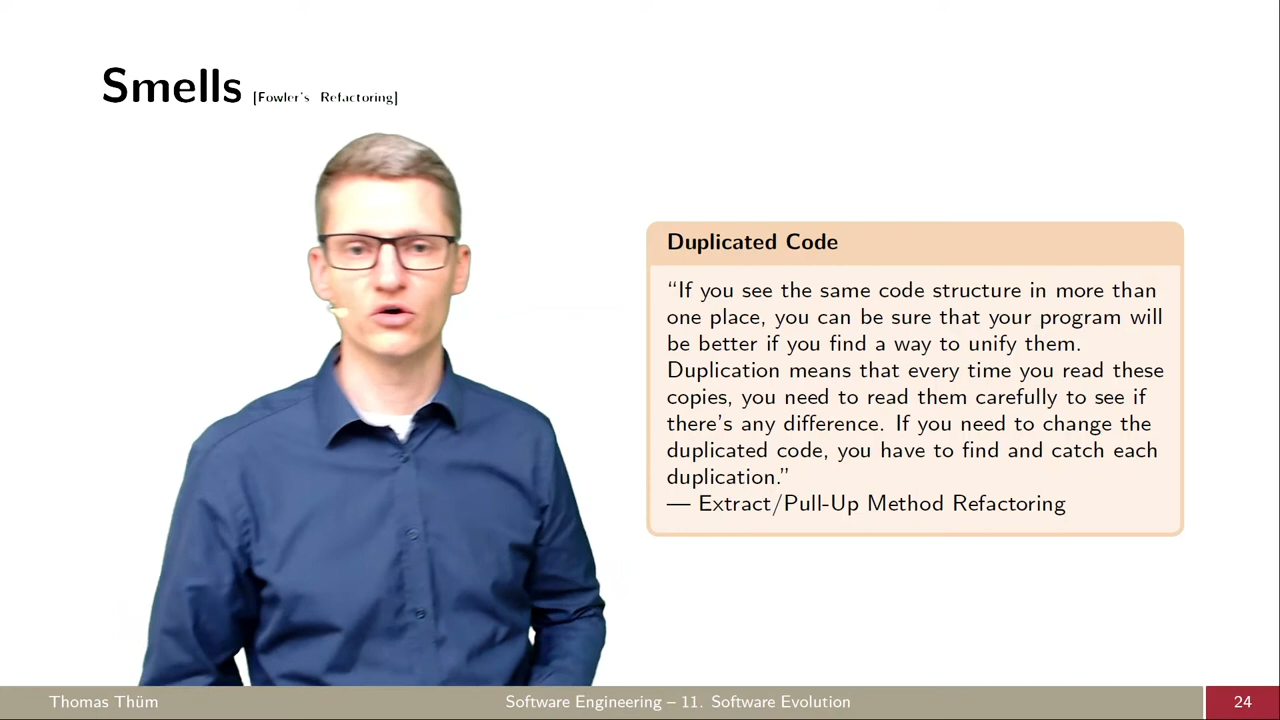 Smells [Fowler's Refactoring]
Duplicated Code
“If you see the same code structure in more than
one place, you can be sure that your program will
be better if you find a way to unify them.
Duplication means that every time you read these
copies, you need to read them carefully to see if
there’s any difference. If you need to change the
duplicated code, you have to find and catch each
duplication.”
— Extract/Pull-Up Method Refactoring
Thomas Thüm
Software Engineering – 11. Software Evolution
24